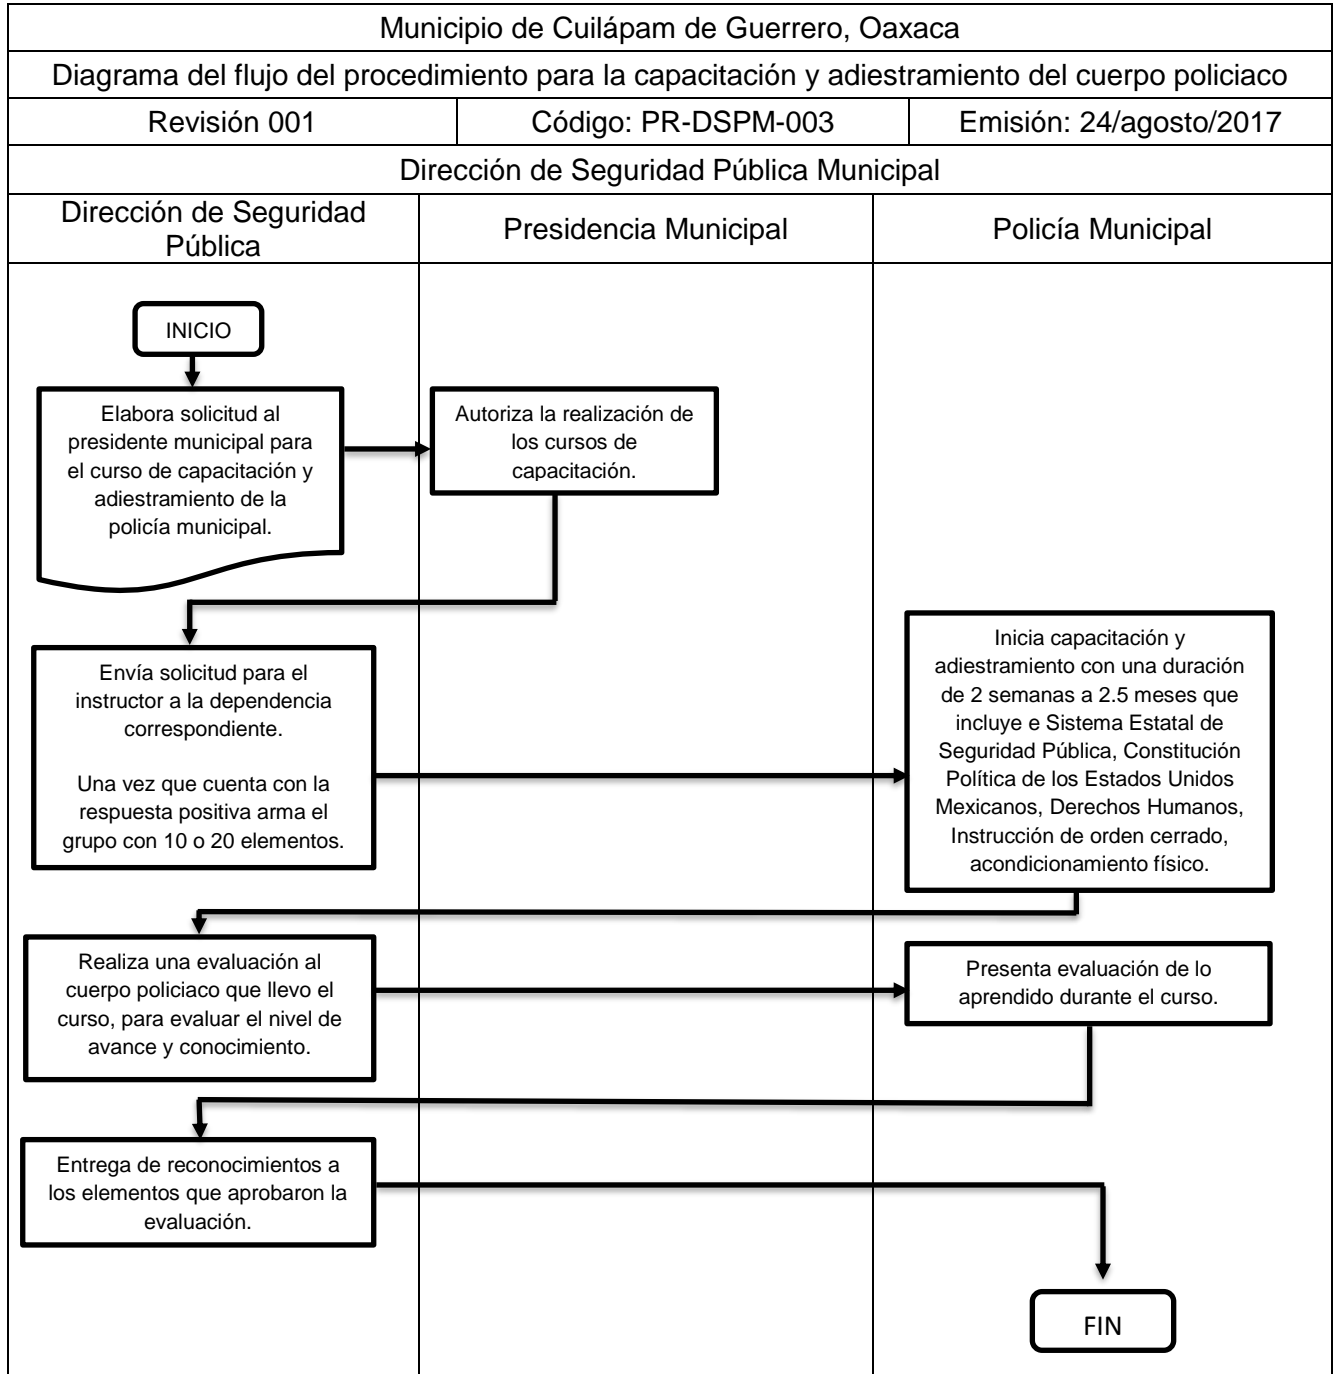 Municipio de Cuilápam de Guerrero, Oaxaca
Diagrama del flujo del procedimiento para la capacitación y adiestramiento del cuerpo policiaco
Revisión 001
Código: PR-DSPM-003
Emisión: 24/agosto/2017
Dirección de Seguridad Pública Municipal
Dirección de Seguridad
Pública
Presidencia Municipal
Policía Municipal
INICIO
Elabora solicitud al
presidente municipal para
el curso de capacitación y
adiestramiento de la
policía municipal.
Autoriza la realización de
los cursos de
capacitación.
Envía solicitud para el
instructor a la dependencia
correspondiente.
Una vez que cuenta con la
respuesta positiva arma el
grupo con 10 o 20 elementos.
Inicia capacitación y
adiestramiento con una duración
de 2 semanas a 2.5 meses que
incluye e Sistema Estatal de
Seguridad Pública, Constitución
Política de los Estados Unidos
Mexicanos, Derechos Humanos,
Instrucción de orden cerrado,
acondicionamiento físico.
Realiza una evaluación al
cuerpo policiaco que llevo el
curso, para evaluar el nivel de
avance y conocimiento.
Presenta evaluación de lo
aprendido durante el curso.
Entrega de reconocimientos a
los elementos que aprobaron la
evaluación.
FIN